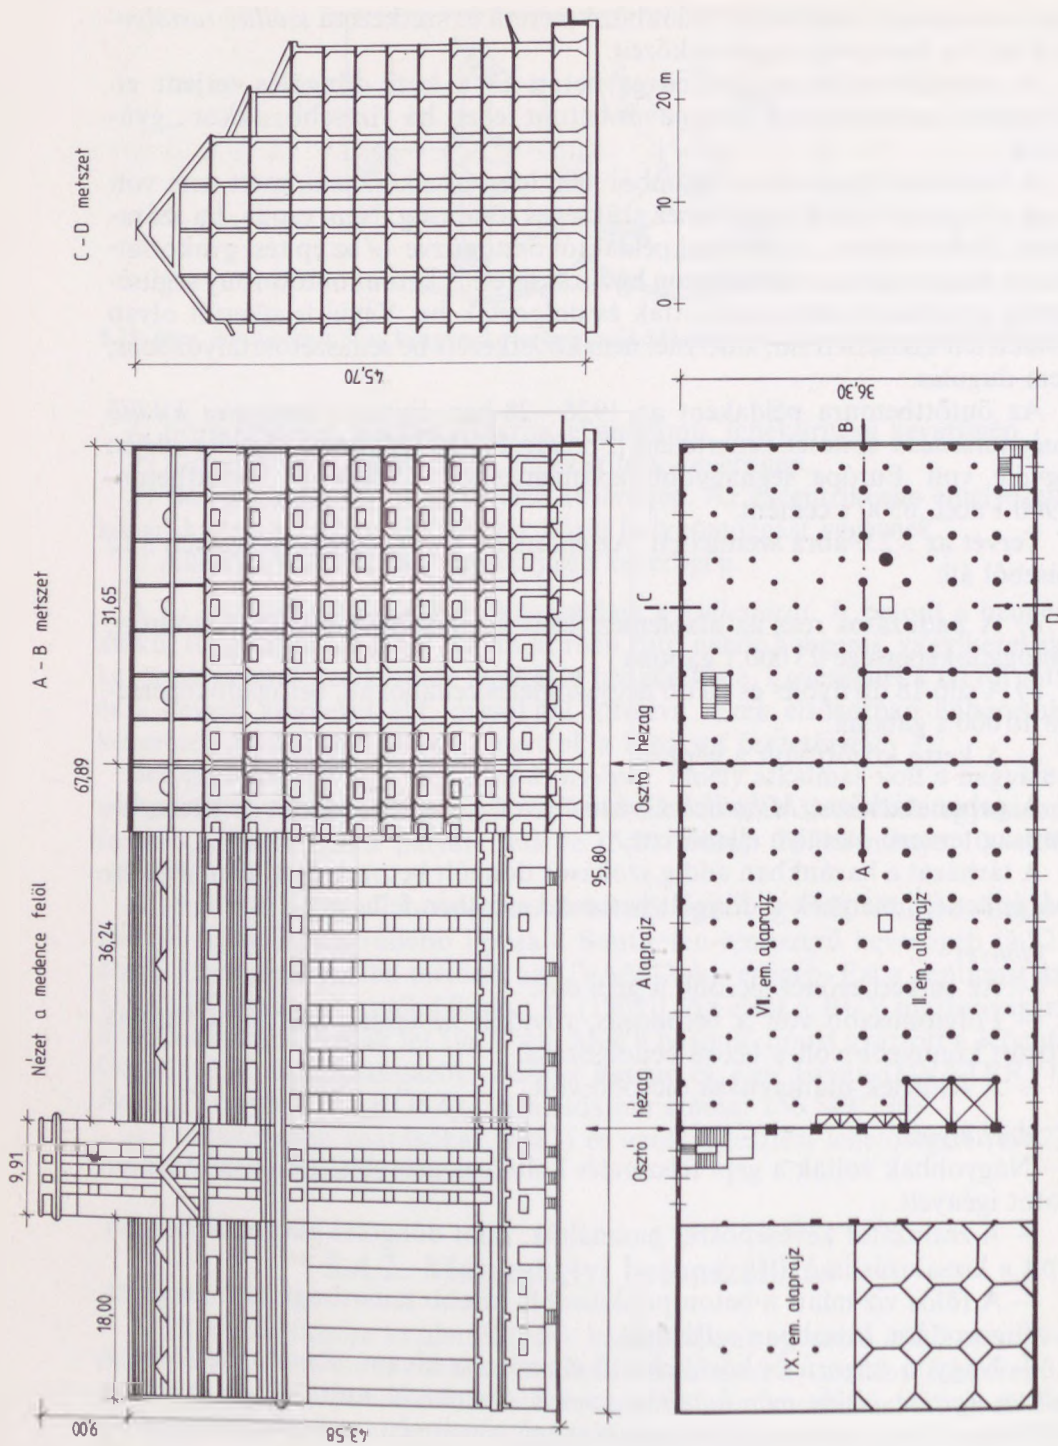 Nézet a medence felöl
A - B metszet
C - D metszet
9,91
67,89
18,00
36,24
31,65
9,00
43,58
45,70
95,80
0 10 20 m
Osztó hézag
Alaprajz
Osztó hézag
IX. em. alaprajz
VI. em. alaprajz
II. em. alaprajz
A
B
C
D
36,30